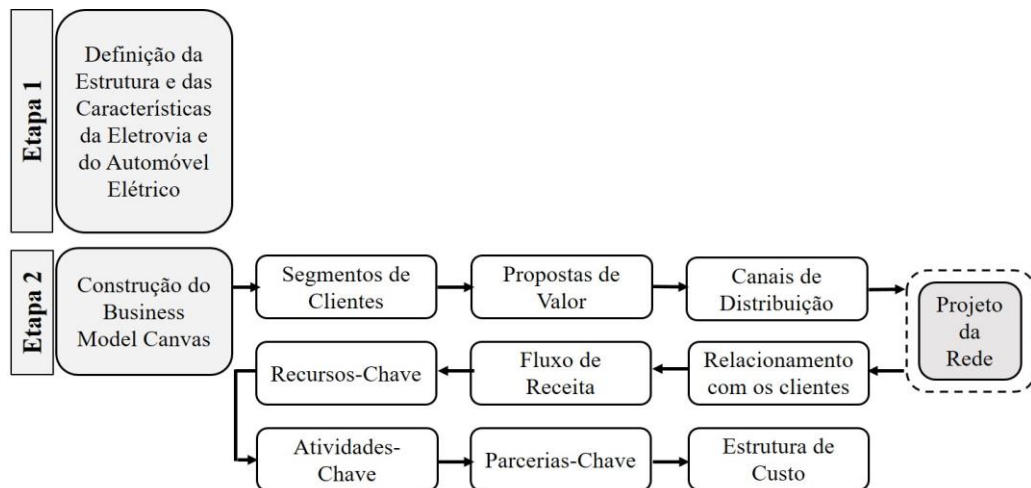 Etapa 1
Definição da
Estrutura e das
Características
da Eletrovia e
do Automóvel
Elétrico
Etapa 2
Construção do
Business
Model Canvas
Segmentos de
Clientes
Propostas de
Valor
Canais de
Distribuição
Projeto
da
Rede
Relacionamento
com os clientes
Fluxo de
Receita
Recursos-Chave
Atividades-
Chave
Parcerias-Chave
Estrutura de
Custo